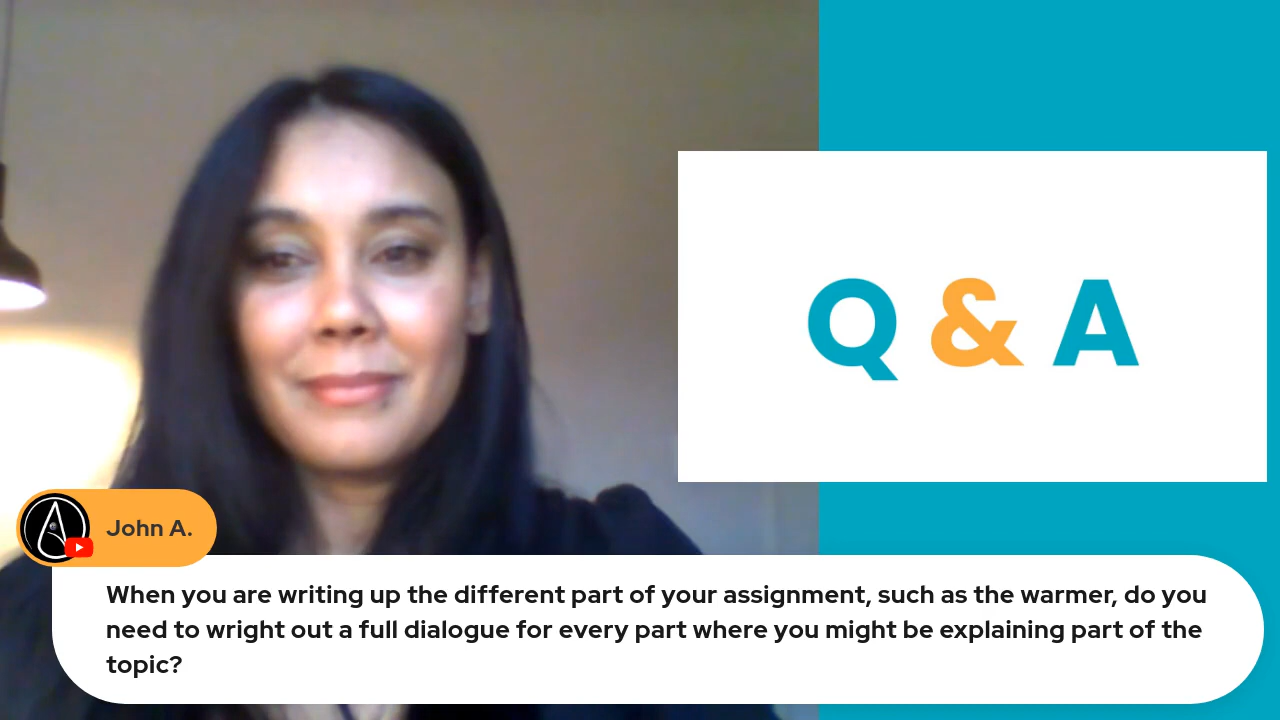 Q & A
John A.
When you are writing up the different part of your assignment, such as the warmer, do you
need to wright out a full dialogue for every part where you might be explaining part of the
topic?